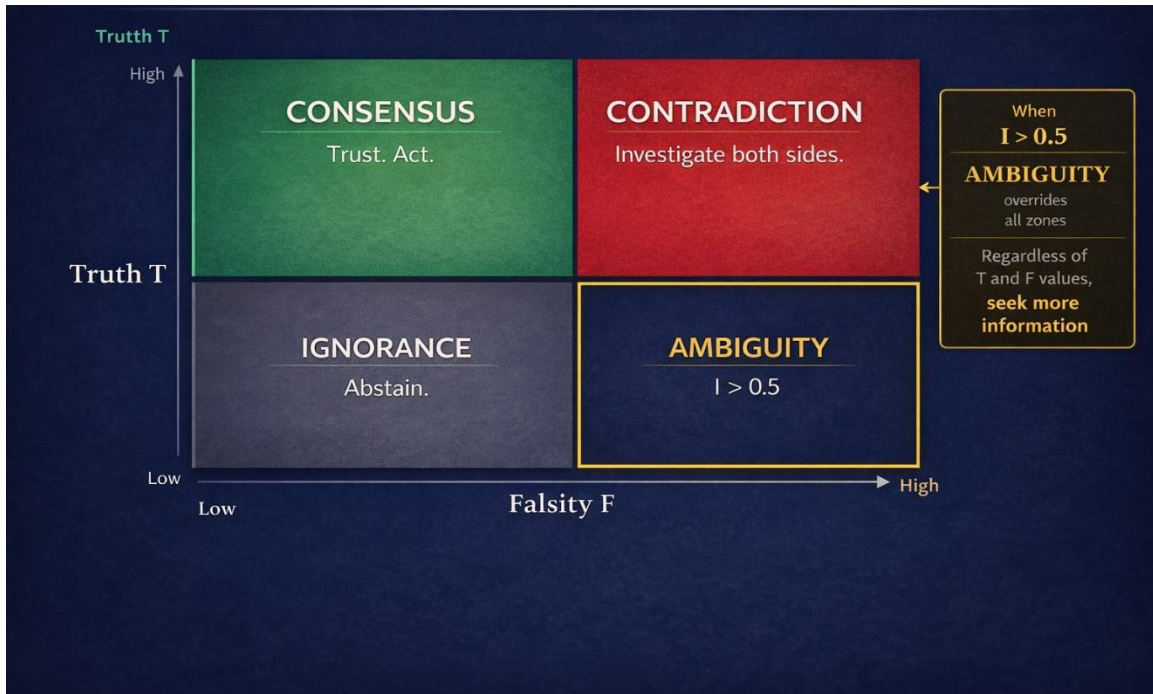 Trutth T
High
CONSENSUS
Trust. Act.
CONTRADICTION
Investigate both sides.
When
I > 0.5
AMBIGUITY
overrides
all zones
Regardless of
T and F values,
seek more
information
Truth T
IGNORANCE
Abstain.
AMBIGUITY
I > 0.5
Low
Low
Falsity F
High